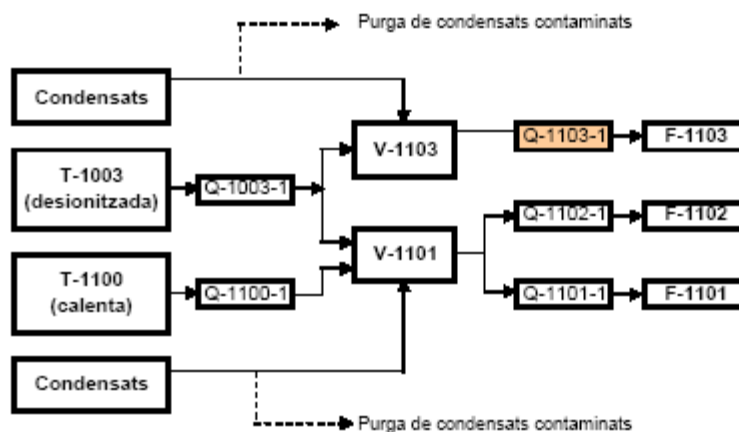 Purga de condensats contaminats
Condensats
V-1103
Q-1103-1
F-1103
T-1003
(desionitzada)
Q-1003-1
Q-1102-1
F-1102
V-1101
T-1100
(calenta)
Q-1100-1
Q-1101-1
F-1101
Condensats
Purga de condensats contaminats